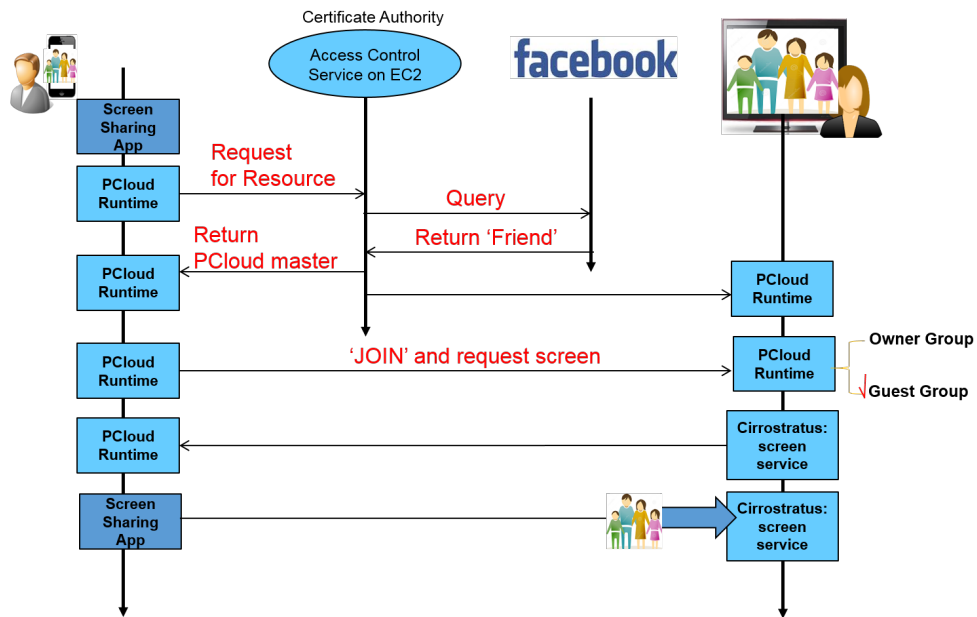 Certificate Authority
Access Control
Service on EC2
facebook
Screen
Sharing
App
Request
for Resource
PCloud
Runtime
Query
Return
PCloud master
Return ‘Friend’
PCloud
Runtime
PCloud
Runtime
‘JOIN’ and request screen
PCloud
Runtime
PCloud
Runtime
Owner Group
Guest Group
PCloud
Runtime
Cirrostratus:
screen
service
Screen
Sharing
App
Cirrostratus:
screen
service